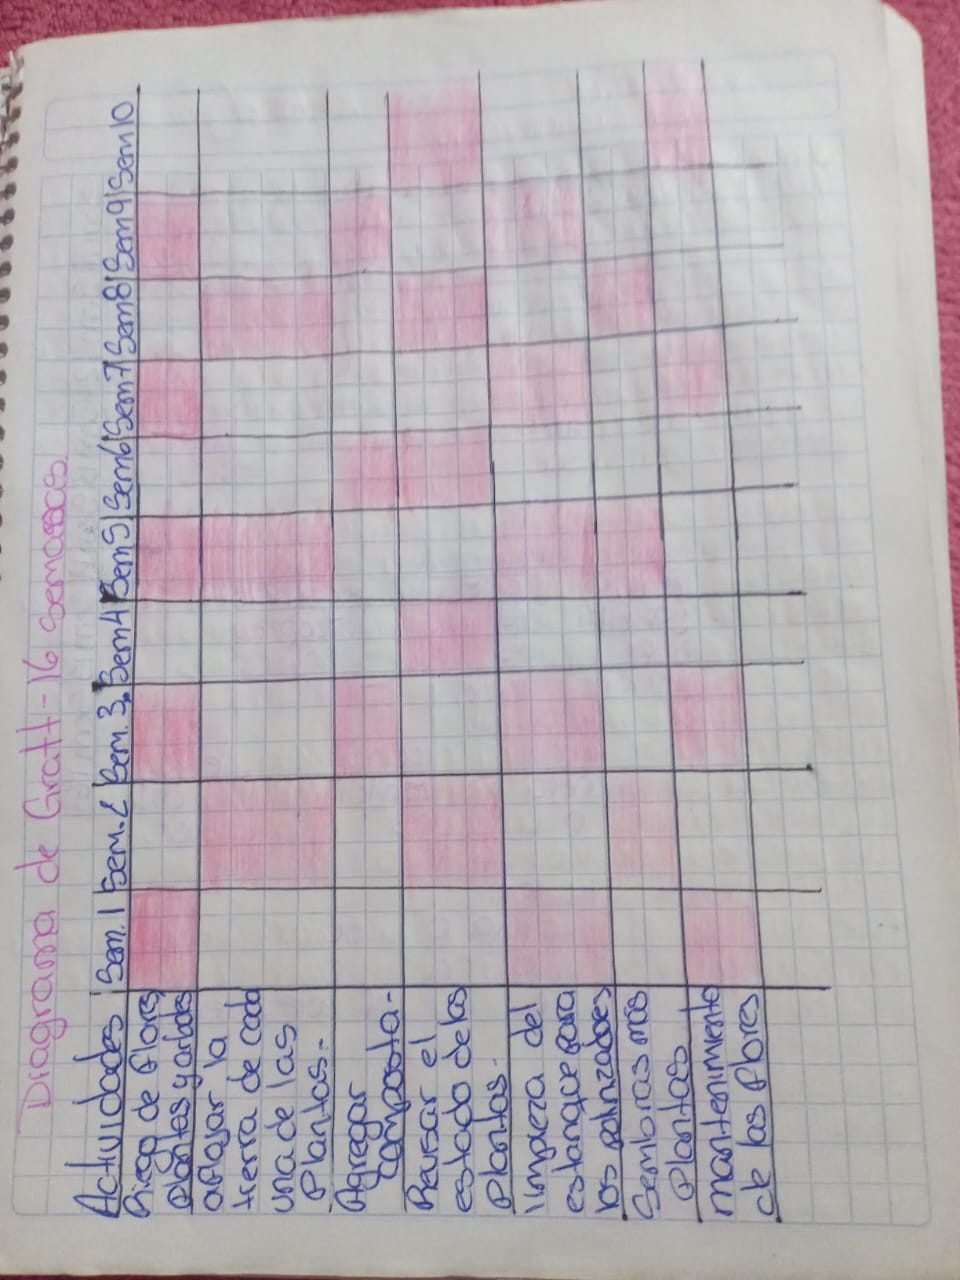 Diagrama de Gratt-16 semanas
Actividades Sem. 1 Sem. 2 Sem. 3 Sem 4 Sem 5 Sem 6 Sem 7 Sem 8 Sem 9 Sem 10
Riego de flores
plantas y arboles
aflojar la
tierra de cada
una de las
Plantas.-
Agregar
composta-
Revisar el
estado de las
plantas.
limpieza del
estanque para
los polinizadores
Sembras más
Plantas
mantenimiento
de las flores